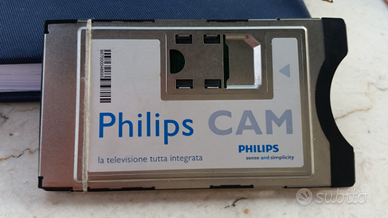 Philips CAM
la televisione tutta integrata
PHILIPS
sense and simplicity
subito